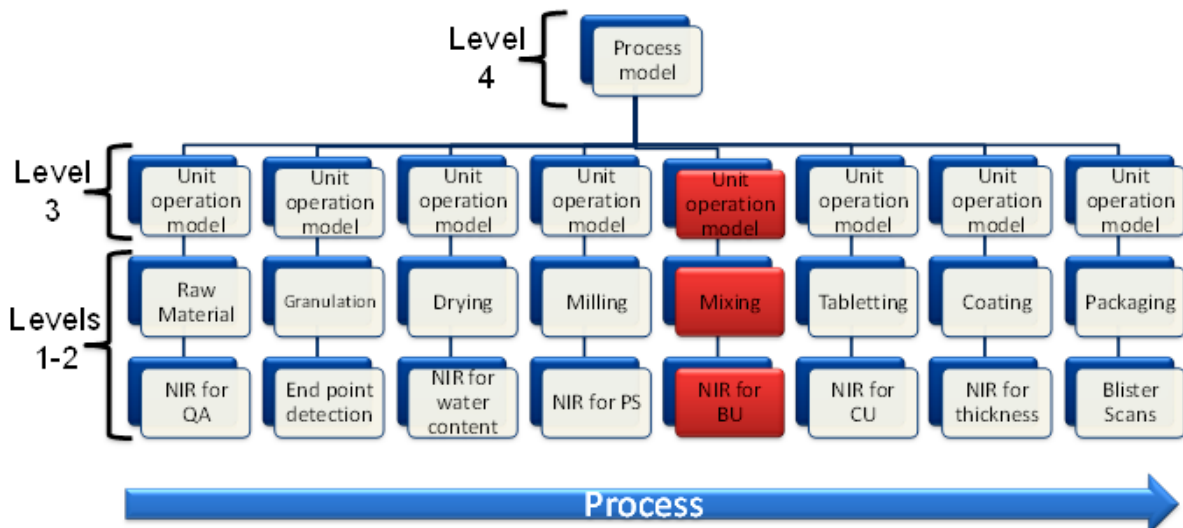 Level
4
Process
model
Level
3
Unit
operation
model
Unit
operation
model
Unit
operation
model
Unit
operation
model
Unit
operation
model
Unit
operation
model
Unit
operation
model
Unit
operation
model
Levels
1-2
Raw
Material
Granulation
Drying
Milling
Mixing
Tabletting
Coating
Packaging
NIR for
QA
End point
detection
NIR for
water
content
NIR for PS
NIR for
BU
NIR for
CU
NIR for
thickness
Blister
Scans
Process